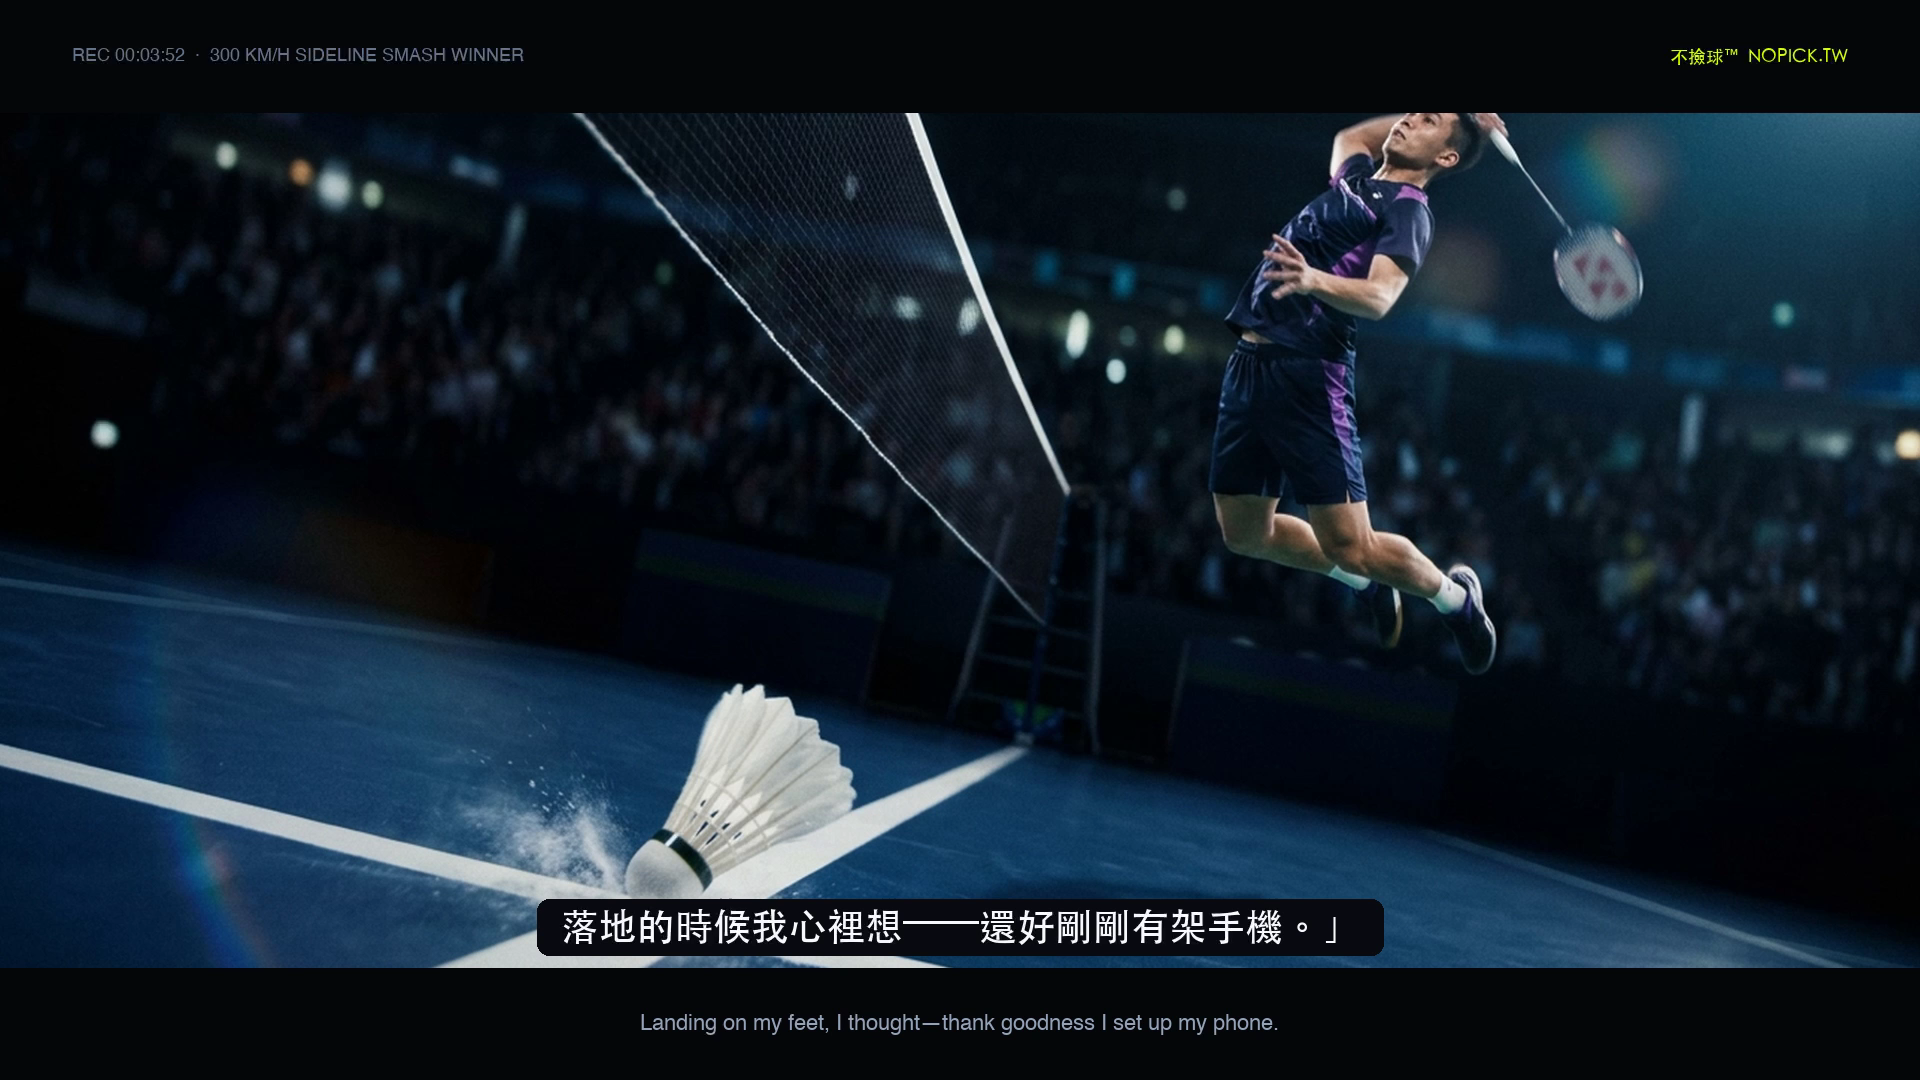 REC 00:03:52 · 300 KM/H SIDELINE SMASH WINNER
不撿球™ NOPICK.TW
落地的時候我心裡想——還好剛剛有架手機。」
Landing on my feet, I thought—thank goodness I set up my phone.